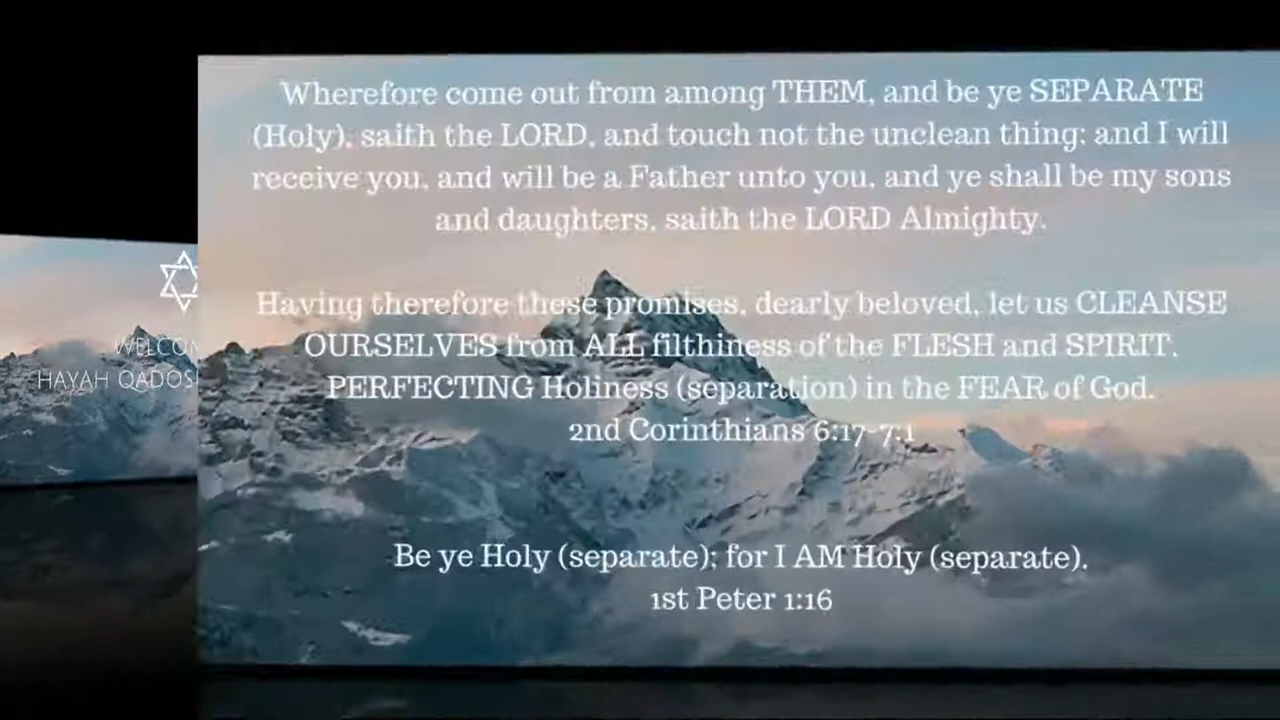 Wherefore come out from among THEM, and be ye SEPARATE
(Holy), saith the LORD, and touch not the unclean thing; and I will
receive you, and will be a Father unto you, and ye shall be my sons
and daughters, saith the LORD Almighty.
Having therefore these promises, dearly beloved, let us CLEANSE
OURSELVES from ALL filthiness of the FLESH and SPIRIT,
PERFECTING Holiness (separation) in the FEAR of God.
2nd Corinthians 6:17-7:1
Be ye Holy (separate); for I AM Holy (separate).
1st Peter 1:16
WELCOM
HAYAH QADOS